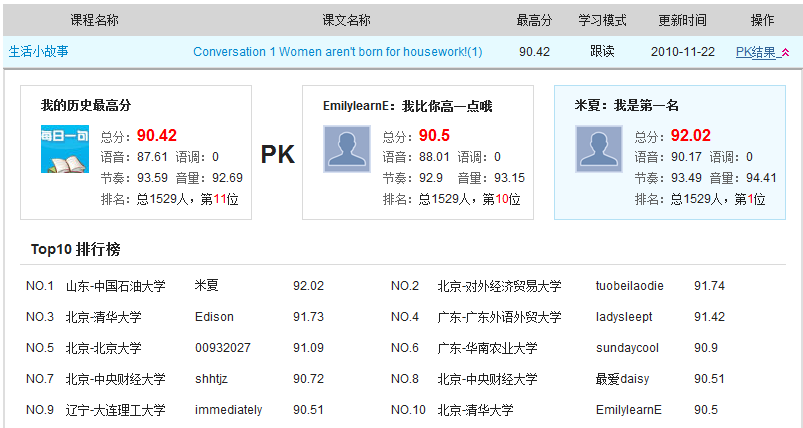 课程名称 课文名称 最高分 学习模式 更新时间 操作
生活小故事 Conversation 1 Women aren't born for housework!(1) 90.42 跟读 2010-11-22 PK结果
我的历史最高分
每日一句
总分：90.42
语音：87.61 语调：0
节奏：93.59 音量：92.69
排名：总1529人，第11位
PK
EmilylearnE：我比你高一点哦
总分：90.5
语音：88.01 语调：0
节奏：92.9 音量：93.15
排名：总1529人，第10位
米夏：我是第一名
总分：92.02
语音：90.17 语调：0
节奏：93.49 音量：94.41
排名：总1529人，第1位
Top10 排行榜
NO.1 山东-中国石油大学 米夏 92.02 NO.2 北京-对外经济贸易大学 tuobeilaodie 91.74
NO.3 北京-清华大学 Edison 91.73 NO.4 广东-广东外语外贸大学 ladysleept 91.42
NO.5 北京-北京大学 00932027 91.09 NO.6 广东-华南农业大学 sundaycool 90.9
NO.7 北京-中央财经大学 shhtjz 90.72 NO.8 北京-中央财经大学 最爱daisy 90.51
NO.9 辽宁-大连理工大学 immediately 90.51 NO.10 北京-清华大学 EmilylearnE 90.5